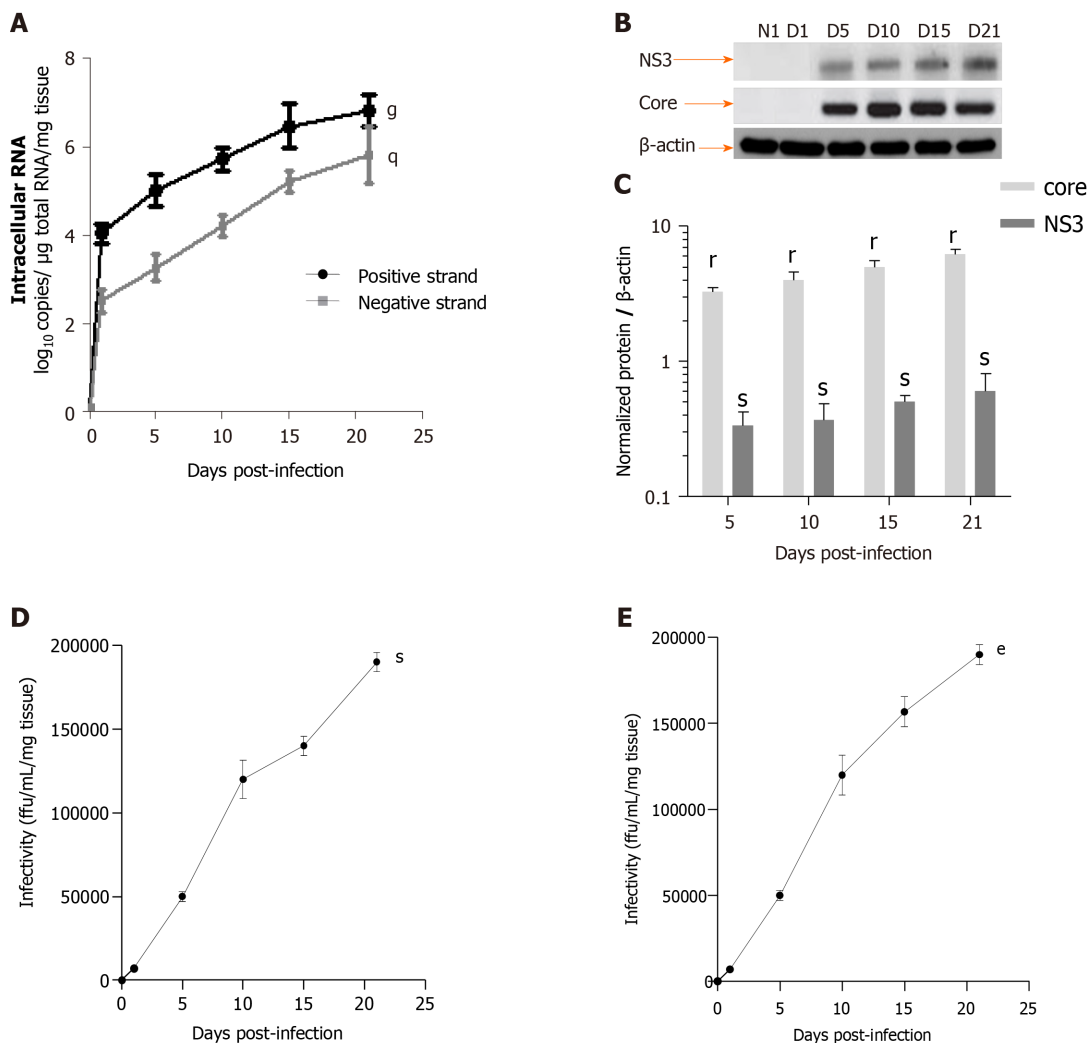 A
Intracellular RNA
log10 copies/ μg total RNA/mg tissue
8
6
4
2
0
g
q
Positive strand
Negative strand
0 5 10 15 20 25
Days post-infection
B
N1 D1 D5 D10 D15 D21
NS3
Core
β-actin
C
core
NS3
Normalized protein / β-actin
10
1
0.1
r r r r
s s s s
5 10 15 21
Days post-infection
D
Infectivity (ffu/mL/mg tissue)
200000
150000
100000
50000
0
s
0 5 10 15 20 25
Days post-infection
E
Infectivity (ffu/mL/mg tissue)
200000
150000
100000
50000
0
e
0 5 10 15 20 25
Days post-infection